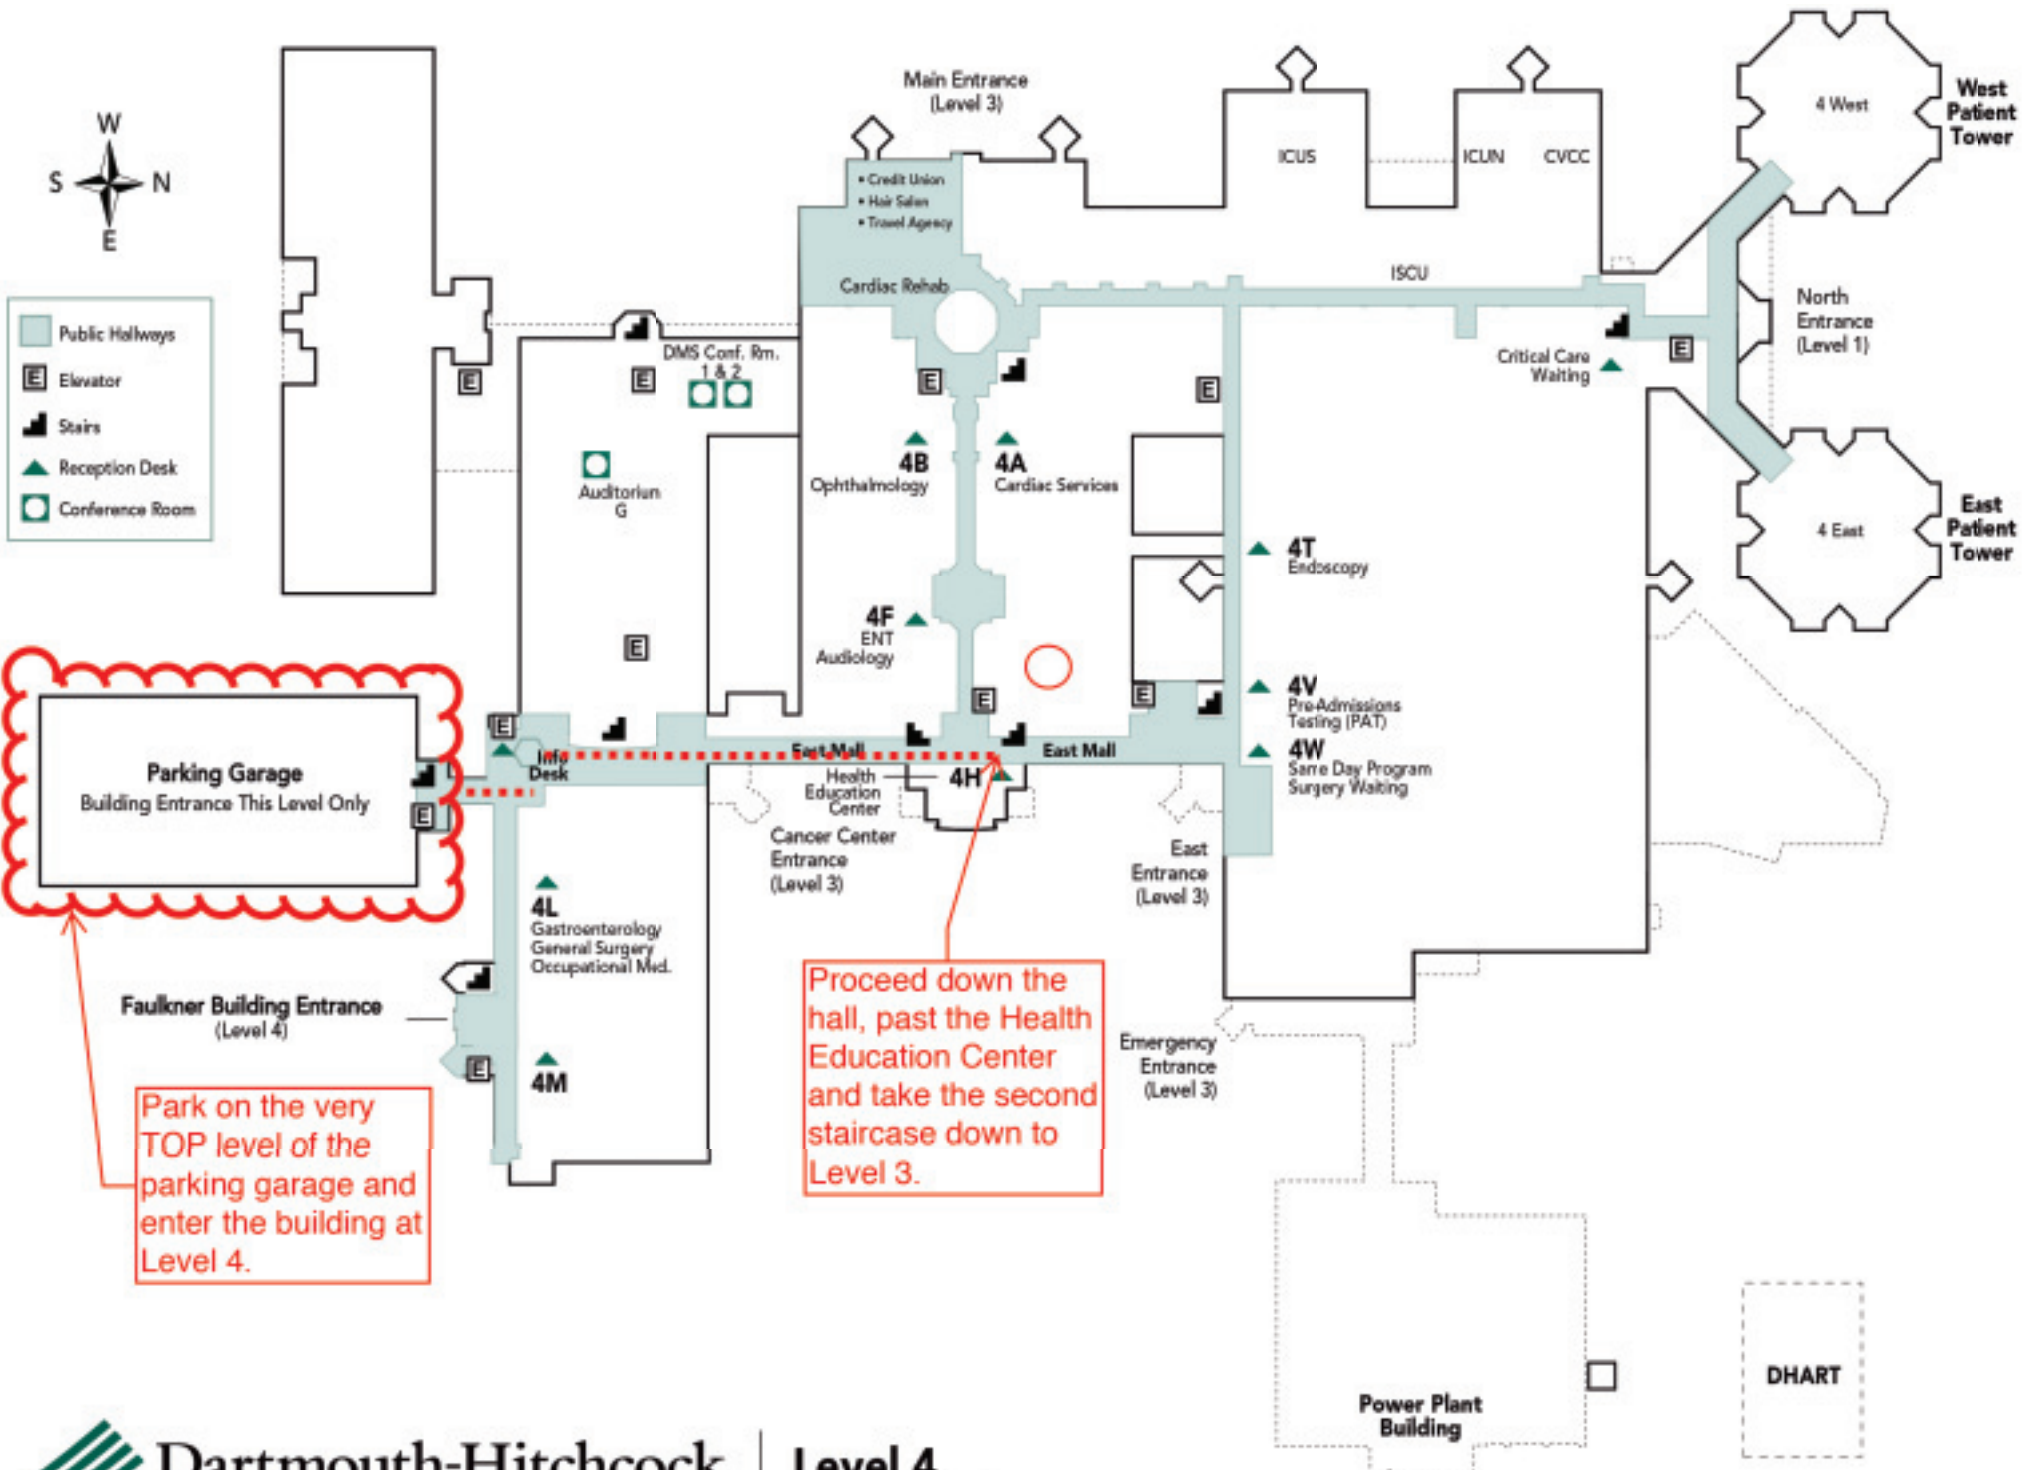 Main Entrance
(Level 3)
W
S
N
E
Public Hallways
E
Elevator
Stairs
Reception Desk
Conference Room
• Credit Union
• Hair Salon
• Travel Agency
Cardiac Rehab
ICUS
ICUN
CVCC
ISCU
4 West
West
Patient
Tower
North
Entrance
(Level 1)
Critical Care
Waiting
E
4 East
East
Patient
Tower
DMS Conf. Rm.
1 & 2
E
E
Auditoriun
G
E
E
E
4B
Ophthalmology
4A
Cardiac Services
4T
Endoscopy
4F
ENT
Audiology
E
E
E
4V
Pre-Admissions
Testing (PAT)
4W
Same Day Program
Surgery Waiting
E
Info
Desk
East Mall
East Mall
Health
Education
Center
4H
Parking Garage
Building Entrance This Level Only
E
Cancer Center
Entrance
(Level 3)
East
Entrance
(Level 3)
4L
Gastroenterology
General Surgery
Occupational Med.
Faulkner Building Entrance
(Level 4)
E
4M
Proceed down the
hall, past the Health
Education Center
and take the second
staircase down to
Level 3.
Emergency
Entrance
(Level 3)
Park on the very
TOP level of the
parking garage and
enter the building at
Level 4.
Power Plant
Building
DHART
Dartmouth-Hitchcock
Level 4